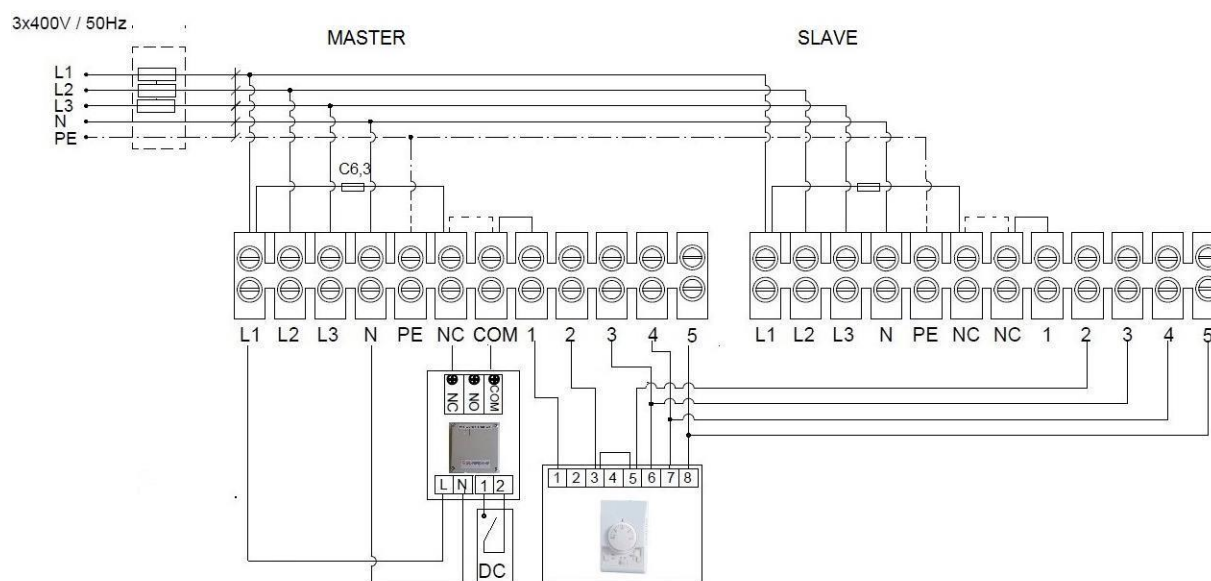 3x400V / 50Hz
MASTER SLAVE
L1
L2
L3
N
PE
C6,3
L1 L2 L3 N PE NC COM 1 2 3 4 5
L1 L2 L3 N PE NC NC 1 2 3 4 5
NC NO COM
L N 1 2
1 2 3 4 5 6 7 8
DC